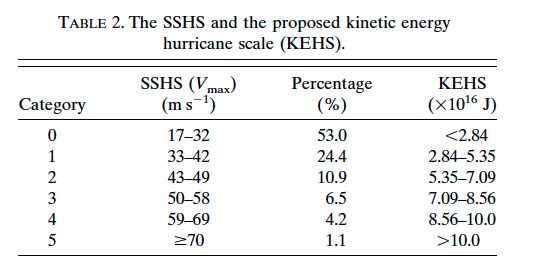 TABLE 2. The SSHS and the proposed kinetic energy
hurricane scale (KEHS).
Category SSHS (Vmax) (m s−1) Percentage (%) KEHS (×10^16 J)
0 17–32 53.0 <2.84
1 33–42 24.4 2.84–5.35
2 43–49 10.9 5.35–7.09
3 50–58 6.5 7.09–8.56
4 59–69 4.2 8.56–10.0
5 ≥70 1.1 >10.0